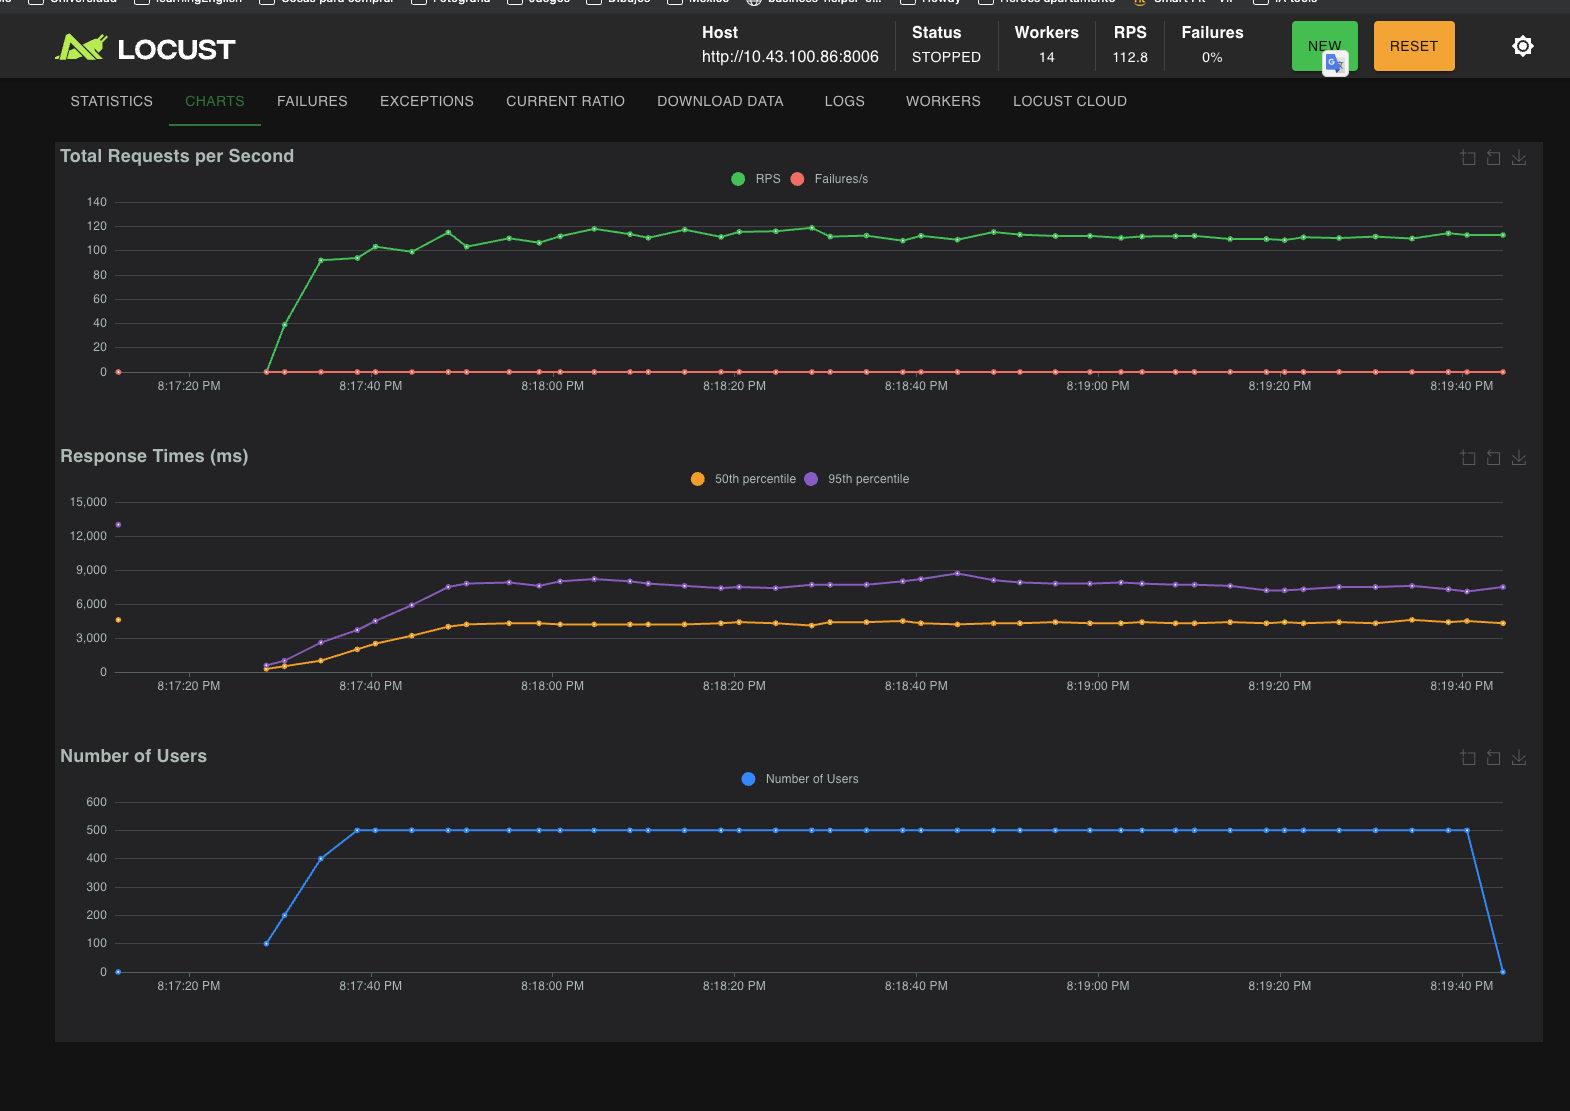 Universidad learningEnglish Cosas para comprar Fotografia Juegos Dibujos Mexico
LOCUST
Host
http://10.43.100.86:8006
Status
STOPPED
Workers
14
RPS
112.8
Failures
0%
NEW
RESET
STATISTICS CHARTS FAILURES EXCEPTIONS CURRENT RATIO DOWNLOAD DATA LOGS WORKERS LOCUST CLOUD
Total Requests per Second
RPS Failures/s
140
120
100
80
60
40
20
0
8:17:20 PM 8:17:40 PM 8:18:00 PM 8:18:20 PM 8:18:40 PM 8:19:00 PM 8:19:20 PM 8:19:40 PM
Response Times (ms)
50th percentile 95th percentile
15,000
12,000
9,000
6,000
3,000
0
8:17:20 PM 8:17:40 PM 8:18:00 PM 8:18:20 PM 8:18:40 PM 8:19:00 PM 8:19:20 PM 8:19:40 PM
Number of Users
Number of Users
600
500
400
300
200
100
0
8:17:20 PM 8:17:40 PM 8:18:00 PM 8:18:20 PM 8:18:40 PM 8:19:00 PM 8:19:20 PM 8:19:40 PM